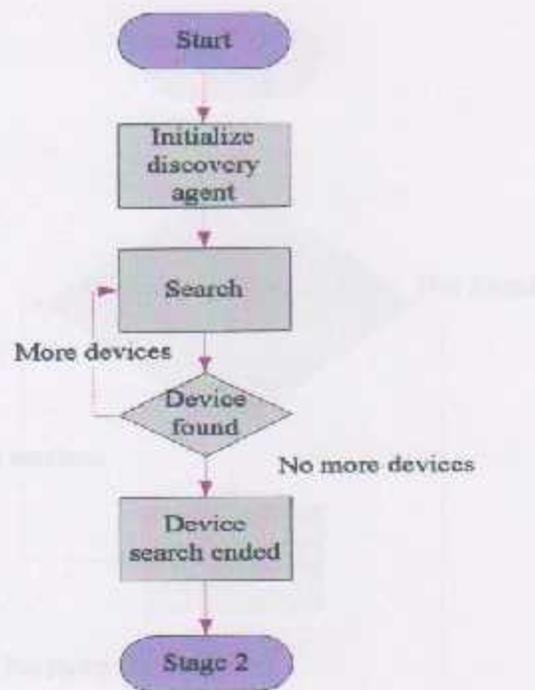 Start
Initialize
discovery
agent
Search
More devices
Device
found
No more devices
Device
search ended
Stage 2